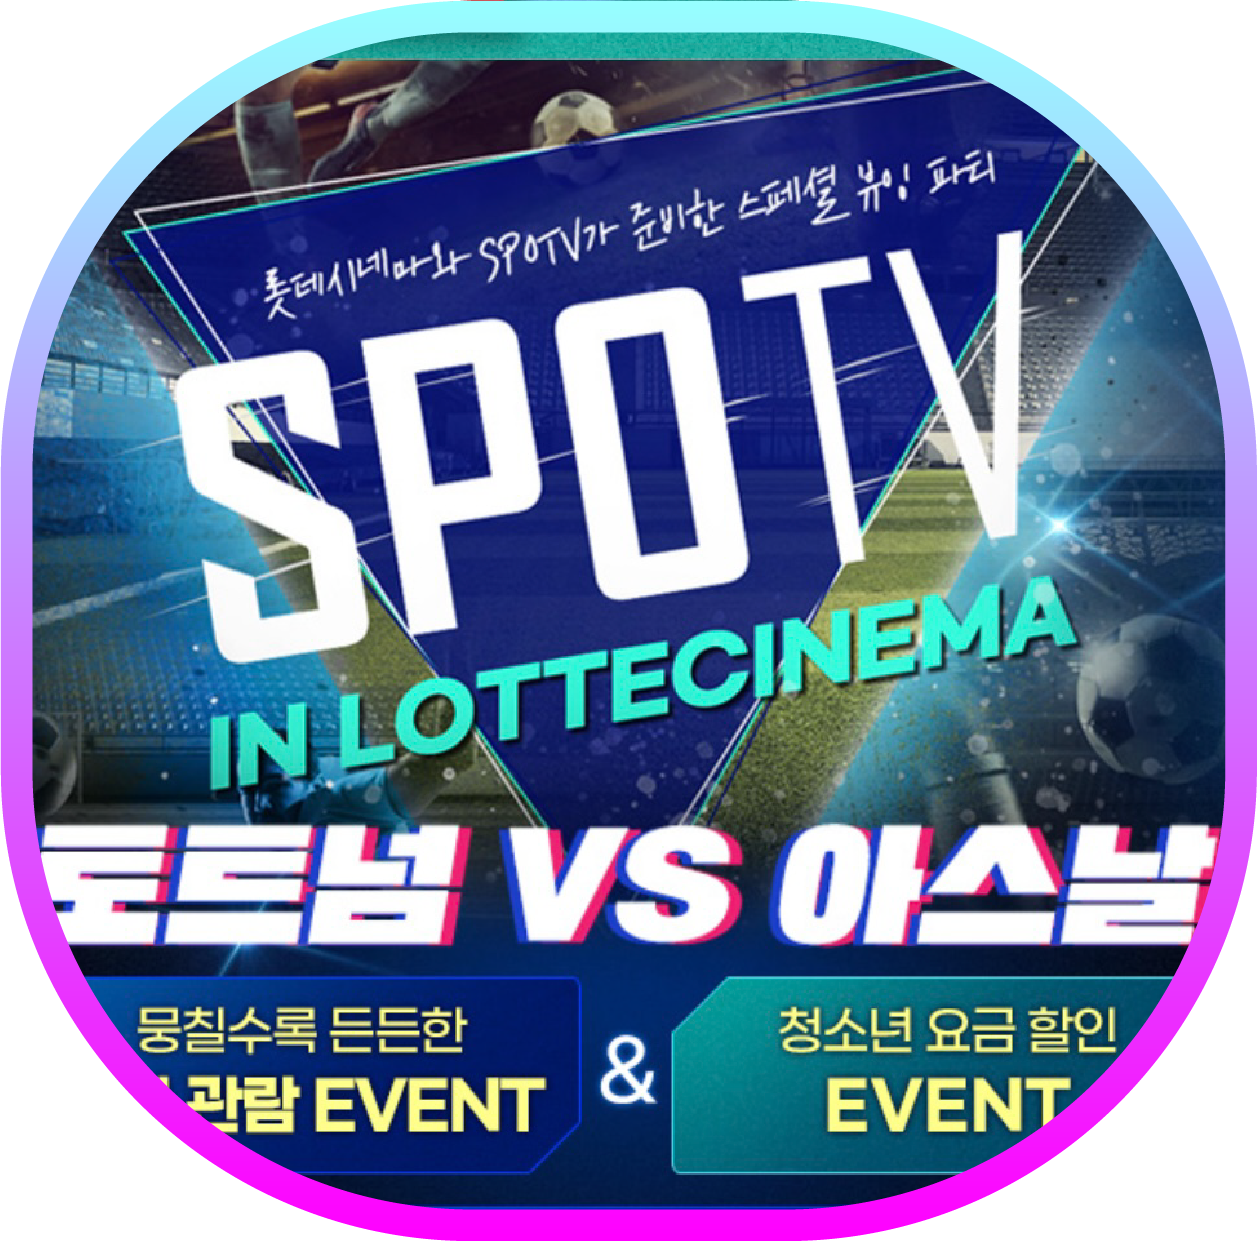 롯데시네마와 SPOTV가 준비한 스페셜 뷰잉 파티
SPOTV
IN LOTTECINEMA
토트넘 VS 아스날
뭉칠수록 든든한
관람 EVENT
&
청소년 요금 할인
EVENT